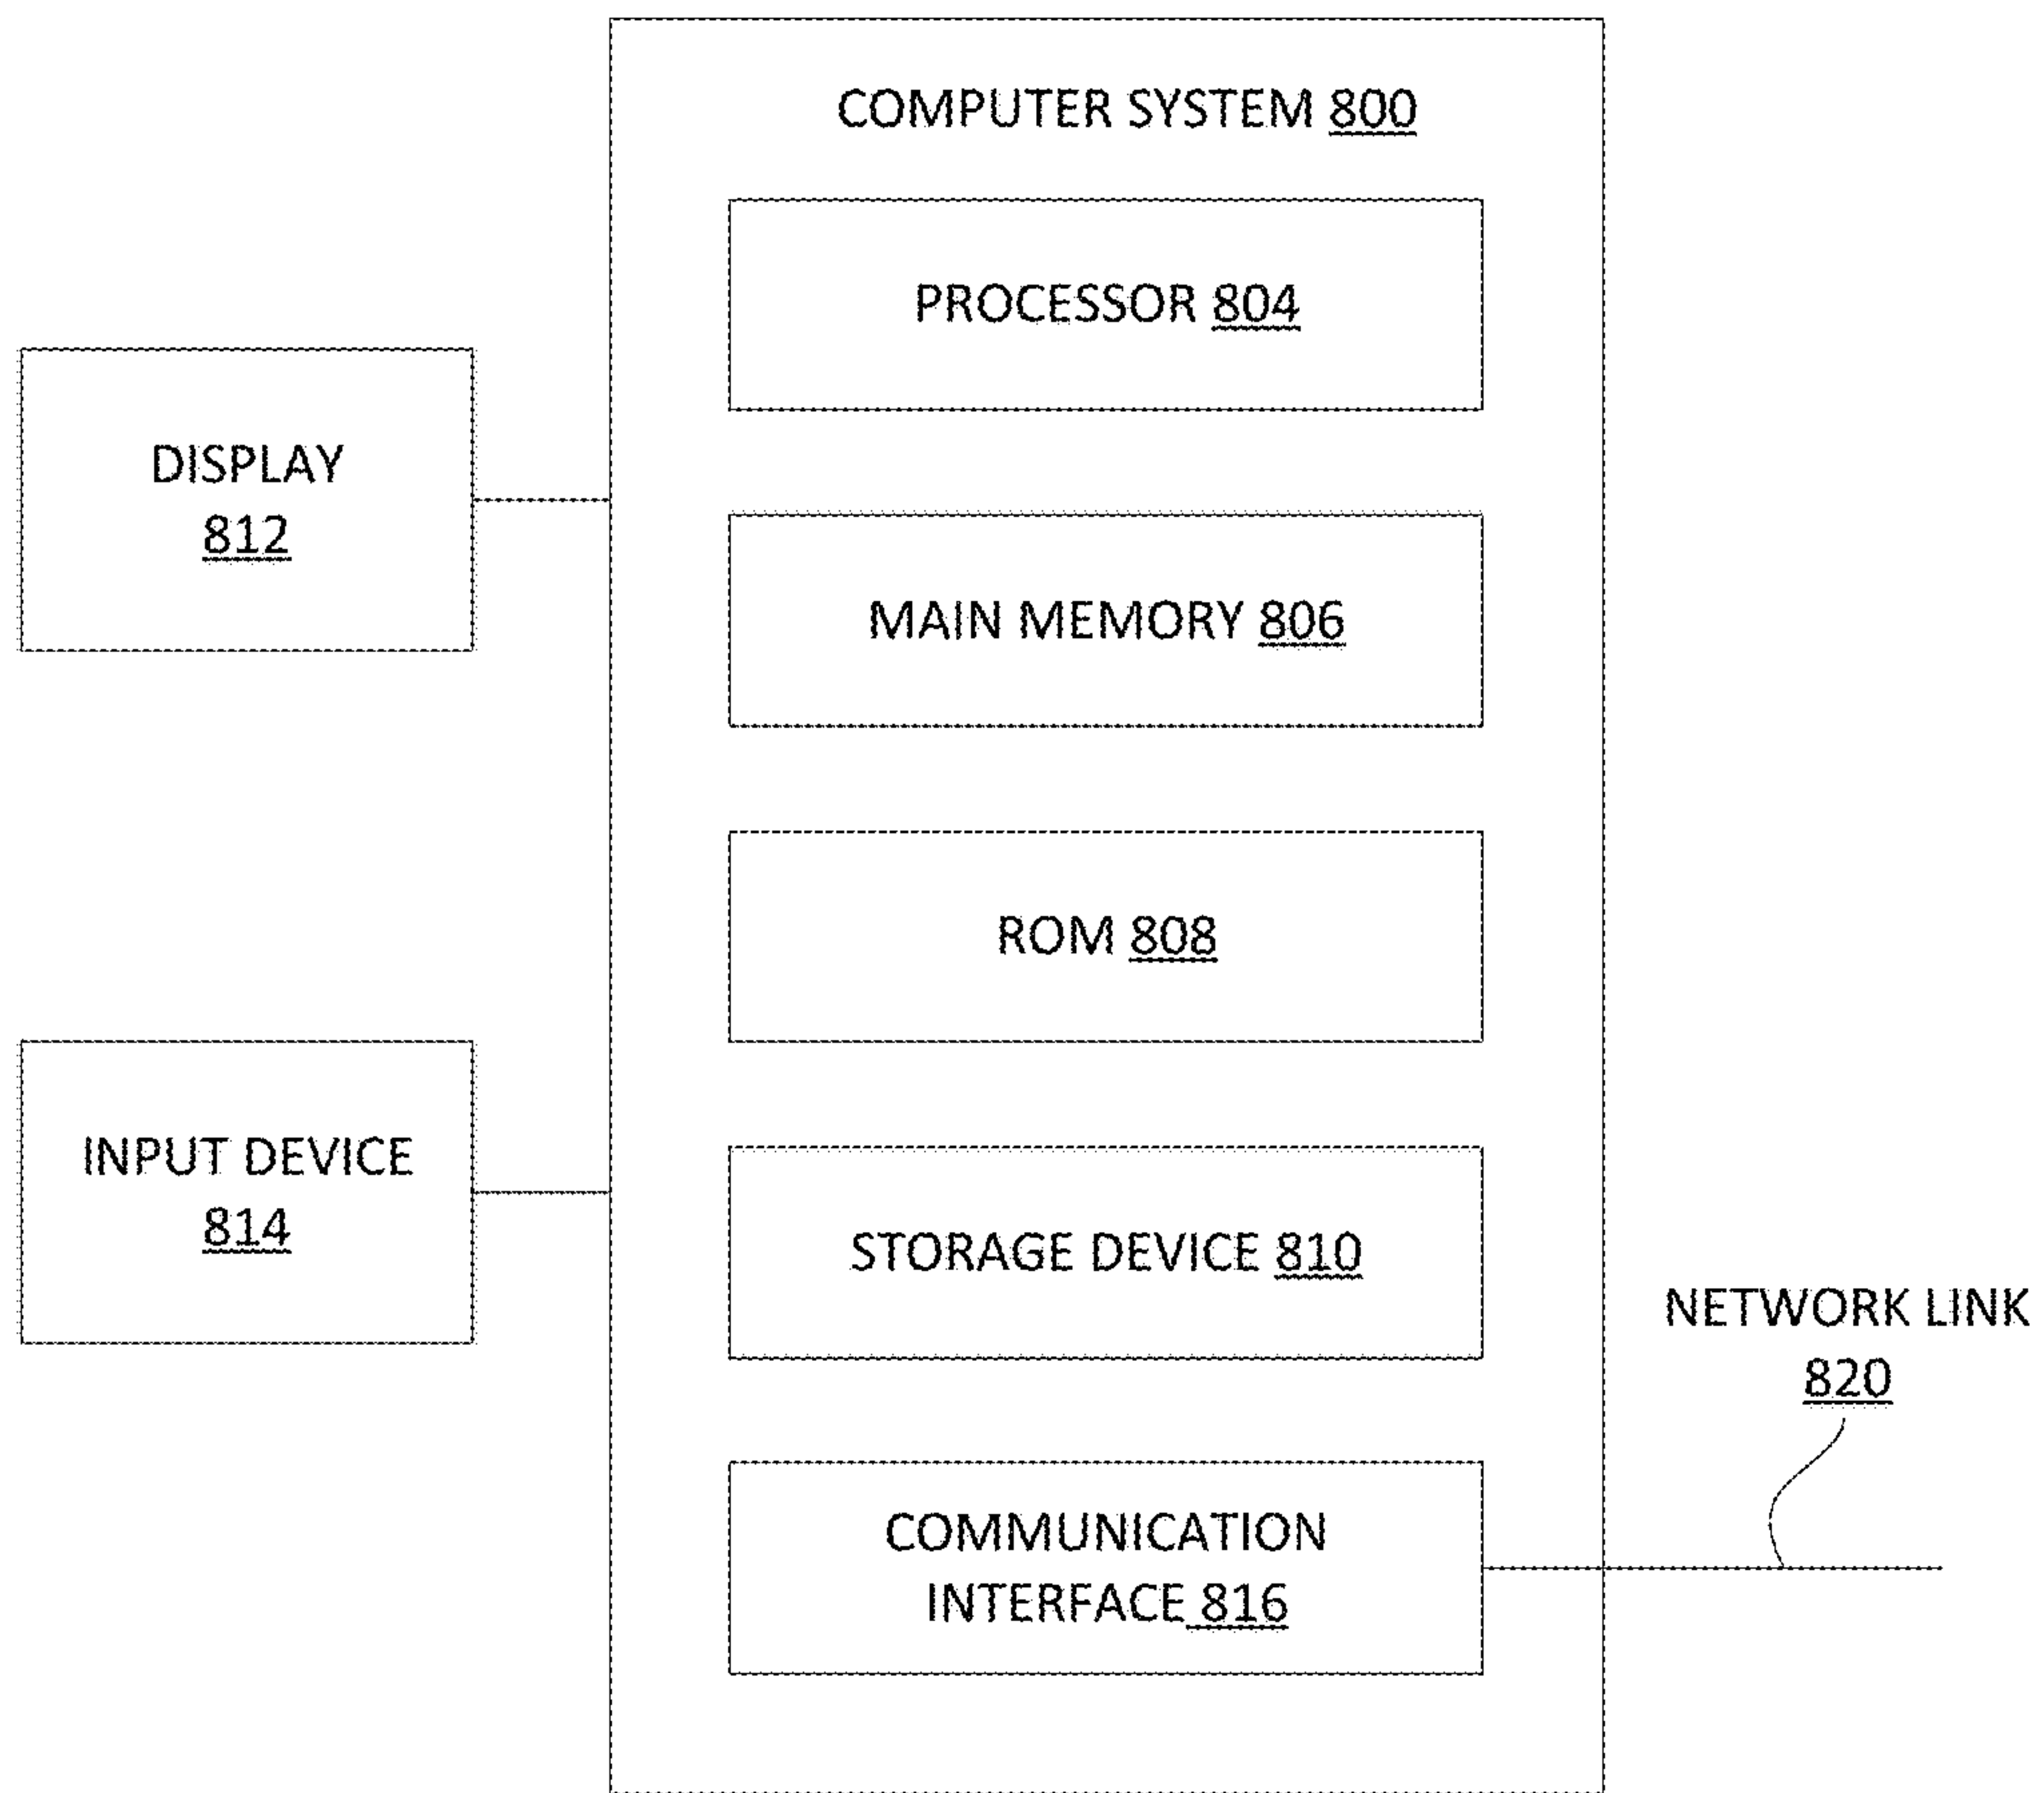 COMPUTER SYSTEM 800
PROCESSOR 804
DISPLAY
812
MAIN MEMORY 806
ROM 808
INPUT DEVICE
814
STORAGE DEVICE 810
NETWORK LINK
820
COMMUNICATION
INTERFACE 816